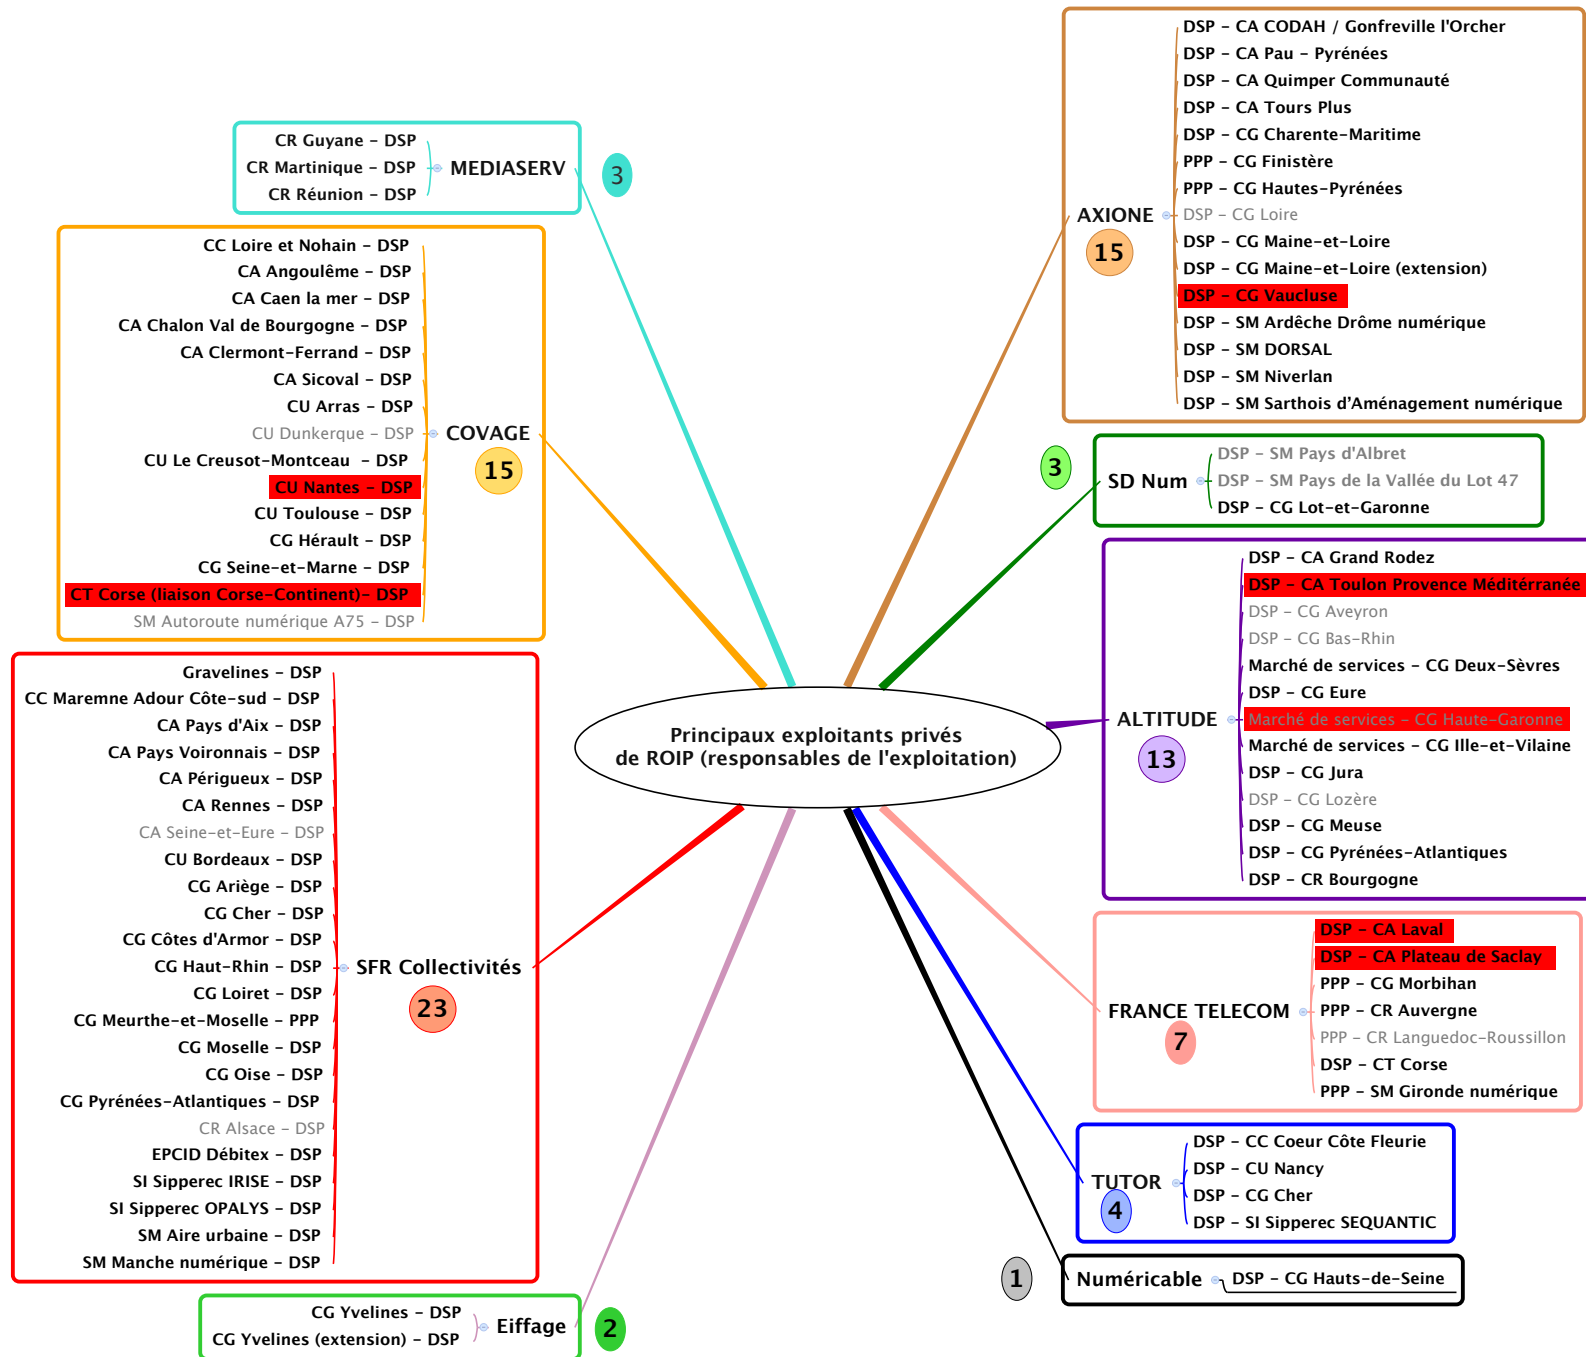 CR Guyane – DSP
CR Martinique – DSP
CR Réunion – DSP
MEDIASERV
3
CC Loire et Nohain – DSP
CA Angoulême – DSP
CA Caen la mer – DSP
CA Chalon Val de Bourgogne – DSP
CA Clermont-Ferrand – DSP
CA Sicoval – DSP
CU Arras – DSP
CU Dunkerque – DSP
CU Le Creusot-Montceau – DSP
CU Nantes – DSP
CU Toulouse – DSP
CG Hérault – DSP
CG Seine-et-Marne – DSP
CT Corse (liaison Corse-Continent)– DSP
SM Autoroute numérique A75 – DSP
COVAGE
15
Gravelines – DSP
CC Maremne Adour Côte-sud – DSP
CA Pays d'Aix – DSP
CA Pays Voironnais – DSP
CA Périgueux – DSP
CA Rennes – DSP
CA Seine-et-Eure – DSP
CU Bordeaux – DSP
CG Ariège – DSP
CG Cher – DSP
CG Côtes d'Armor – DSP
CG Haut-Rhin – DSP
CG Loiret – DSP
CG Meurthe-et-Moselle – PPP
CG Moselle – DSP
CG Oise – DSP
CG Pyrénées-Atlantiques – DSP
CR Alsace – DSP
EPCID Débitex – DSP
SI Sipperec IRISE – DSP
SI Sipperec OPALYS – DSP
SM Aire urbaine – DSP
SM Manche numérique – DSP
SFR Collectivités
23
CG Yvelines – DSP
CG Yvelines (extension) – DSP
Eiffage
2
Principaux exploitants privés
de ROIP (responsables de l'exploitation)
AXIONE
15
DSP – CA CODAH / Gonfreville l'Orcher
DSP – CA Pau – Pyrénées
DSP – CA Quimper Communauté
DSP – CA Tours Plus
DSP – CG Charente-Maritime
PPP – CG Finistère
PPP – CG Hautes-Pyrénées
DSP – CG Loire
DSP – CG Maine-et-Loire
DSP – CG Maine-et-Loire (extension)
DSP – CG Vaucluse
DSP – SM Ardêche Drôme numérique
DSP – SM DORSAL
DSP – SM Niverlan
DSP – SM Sarthois d'Aménagement numérique
3
SD Num
DSP – SM Pays d'Albret
DSP – SM Pays de la Vallée du Lot 47
DSP – CG Lot-et-Garonne
ALTITUDE
13
DSP – CA Grand Rodez
DSP – CA Toulon Provence Méditérranée
DSP – CG Aveyron
DSP – CG Bas-Rhin
Marché de services – CG Deux-Sèvres
DSP – CG Eure
Marché de services – CG Haute-Garonne
Marché de services – CG Ille-et-Vilaine
DSP – CG Jura
DSP – CG Lozère
DSP – CG Meuse
DSP – CG Pyrénées-Atlantiques
DSP – CR Bourgogne
FRANCE TELECOM
7
DSP – CA Laval
DSP – CA Plateau de Saclay
PPP – CG Morbihan
PPP – CR Auvergne
PPP – CR Languedoc-Roussillon
DSP – CT Corse
PPP – SM Gironde numérique
TUTOR
4
DSP – CC Coeur Côte Fleurie
DSP – CU Nancy
DSP – CG Cher
DSP – SI Sipperec SEQUANTIC
1
Numéricable
DSP – CG Hauts-de-Seine